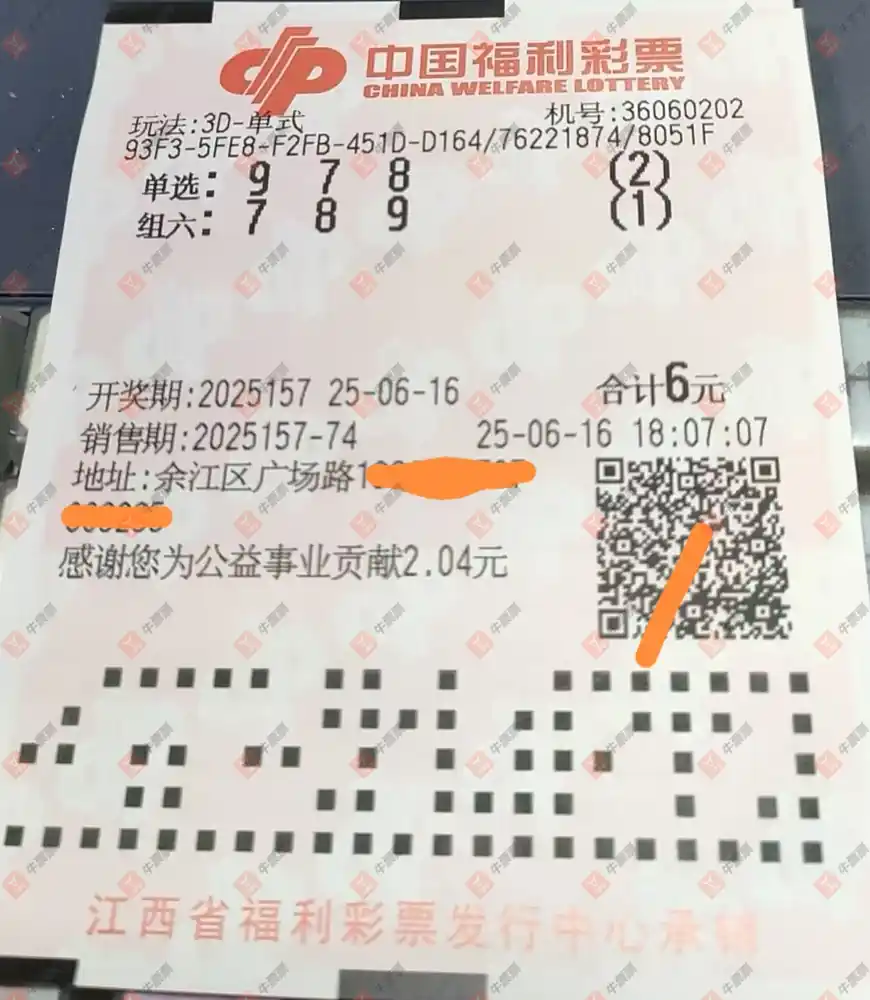 中国福利彩票
CHINA WELFARE LOTTERY
玩法:3D-单式 机号:36060202
93F3-5FE8-F2FB-451D-D164/76221874/8051F
单选: 9 7 8 (2)
组六: 7 8 9 (1)
开奖期:2025157 25-06-16 合计6元
销售期:2025157-74 25-06-16 18:07:07
地址:余江区广场路1
感谢您为公益事业贡献2.04元
江西省福利彩票发行中心承销
牛票票